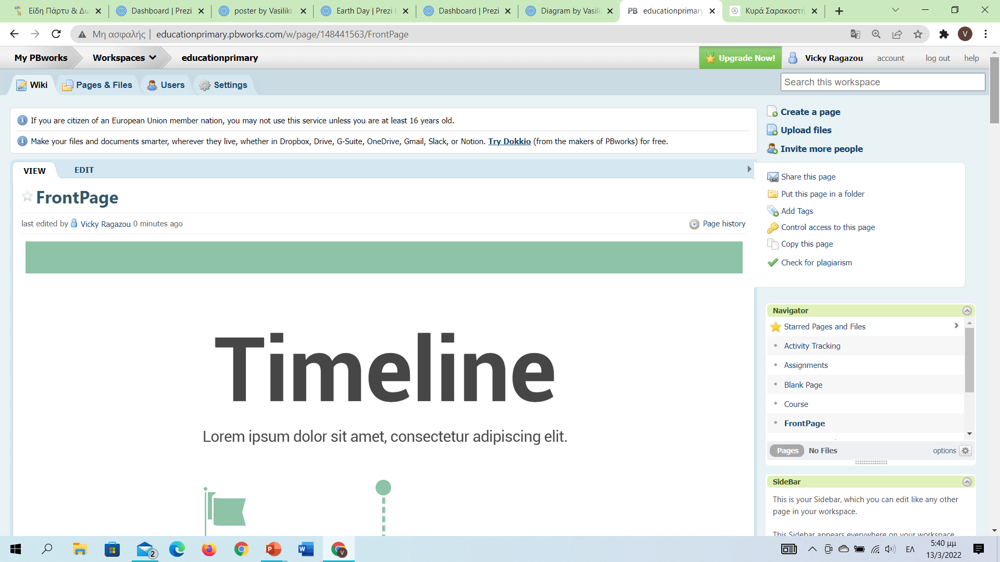 Είδη Πάρτυ & Δω
Dashboard | Prezi
poster by Vasiliki
Earth Day | Prezi
Dashboard | Prezi
Diagram by Vasili
PB educationprimary
Κυρά Σαρακοστή
Μη ασφαλής | educationprimary.pbworks.com/w/page/148441563/FrontPage
V
My PBworks Workspaces educationprimary
Upgrade Now! Vicky Ragazou account log out help
Wiki Pages & Files Users Settings
Search this workspace
If you are citizen of an European Union member nation, you may not use this service unless you are at least 16 years old.
Make your files and documents smarter, wherever they live, whether in Dropbox, Drive, G-Suite, OneDrive, Gmail, Slack, or Notion. Try Dokkio (from the makers of PBworks) for free.
VIEW EDIT
FrontPage
last edited by Vicky Ragazou 0 minutes ago
Page history
Timeline
Lorem ipsum dolor sit amet, consectetur adipiscing elit.
Create a page
Upload files
Invite more people
Share this page
Put this page in a folder
Add Tags
Control access to this page
Copy this page
Check for plagiarism
Navigator
Starred Pages and Files
Activity Tracking
Assignments
Blank Page
Course
FrontPage
Pages No Files options
SideBar
This is your Sidebar, which you can edit like any other
page in your workspace.
This Sidebar appears everywhere on your workspace
2
ΕΛ
5:40 μμ
13/3/2022